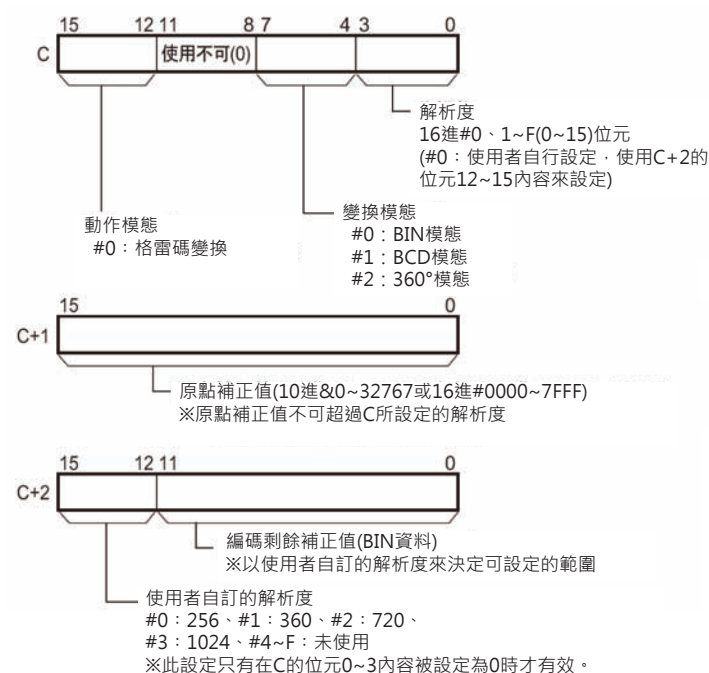 15 12 11 8 7 4 3 0
C 使用不可(0)
解析度
16進#0、1~F(0~15)位元
(#0：使用者自行設定，使用C+2的
位元12~15內容來設定)
動作模態
#0：格雷碼變換
變換模態
#0：BIN模態
#1：BCD模態
#2：360°模態
15 0
C+1
原點補正值(10進&0~32767或16進#0000~7FFF)
※原點補正值不可超過C所設定的解析度
15 12 11 0
C+2
編碼剩餘補正值(BIN資料)
※以使用者自訂的解析度來決定可設定的範圍
使用者自訂的解析度
#0：256、#1：360、#2：720、
#3：1024、#4~F：未使用
※此設定只有在C的位元0~3內容被設定為0時才有效。